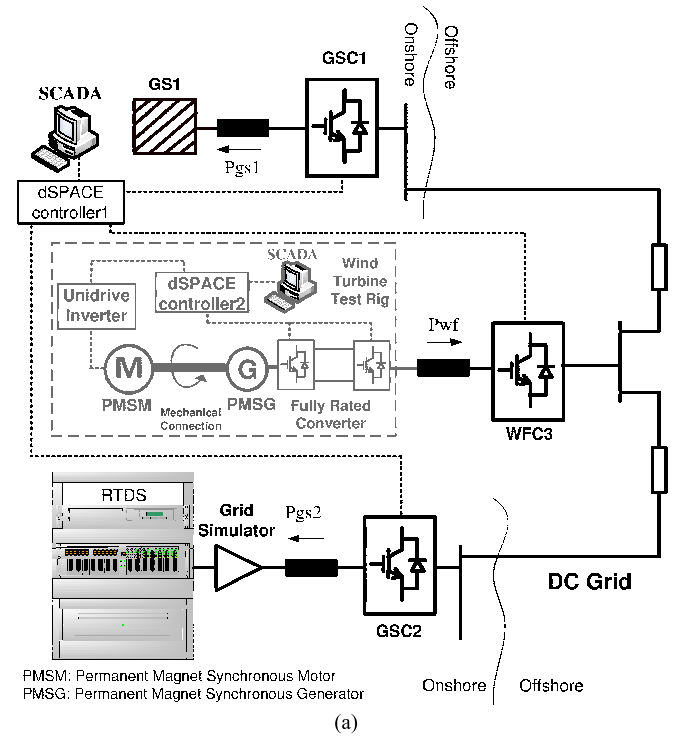 Onshore
Offshore
GSC1
GS1
SCADA
Pgs1
dSPACE
controller1
SCADA
Wind
Turbine
Test Rig
dSPACE
controller2
Unidrive
Inverter
Pwf
M
G
PMSM
Mechanical
Connection
PMSG
Fully Rated
Converter
WFC3
RTDS
Grid
Simulator
Pgs2
GSC2
DC Grid
PMSM: Permanent Magnet Synchronous Motor
PMSG: Permanent Magnet Synchronous Generator
Onshore
Offshore
(a)